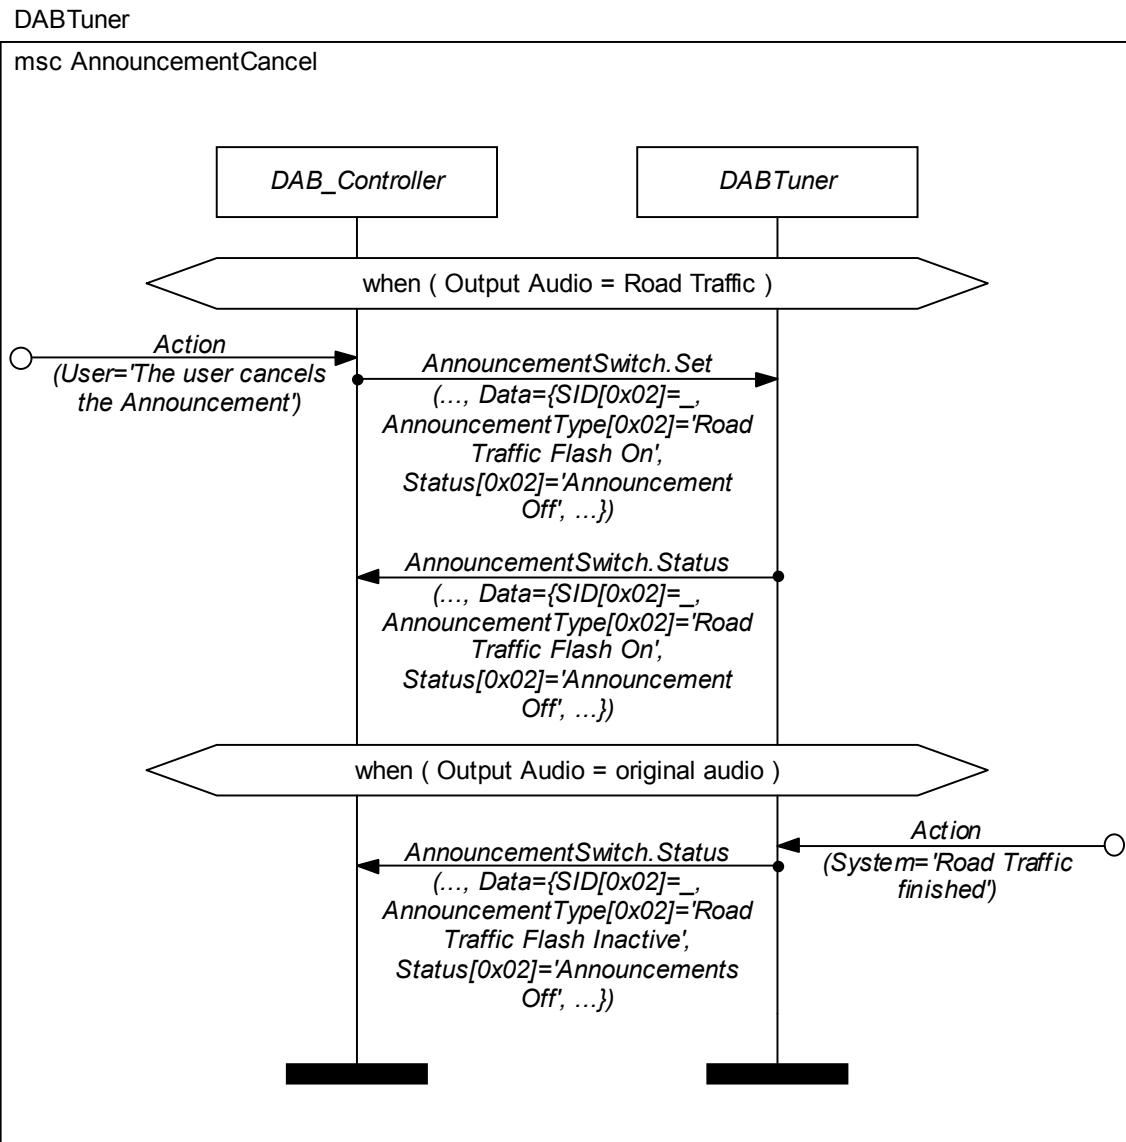 DABTuner
msc AnnouncementCancel
DAB_Controller
DABTuner
when ( Output Audio = Road Traffic )
Action
(User='The user cancels
the Announcement')
AnnouncementSwitch.Set
(..., Data={SID[0x02]=_,
AnnouncementType[0x02]='Road
Traffic Flash On',
Status[0x02]='Announcement
Off', ...})
AnnouncementSwitch.Status
(..., Data={SID[0x02]=_,
AnnouncementType[0x02]='Road
Traffic Flash On',
Status[0x02]='Announcement
Off', ...})
when ( Output Audio = original audio )
Action
(System='Road Traffic
finished')
AnnouncementSwitch.Status
(..., Data={SID[0x02]=_,
AnnouncementType[0x02]='Road
Traffic Flash Inactive',
Status[0x02]='Announcements
Off', ...})